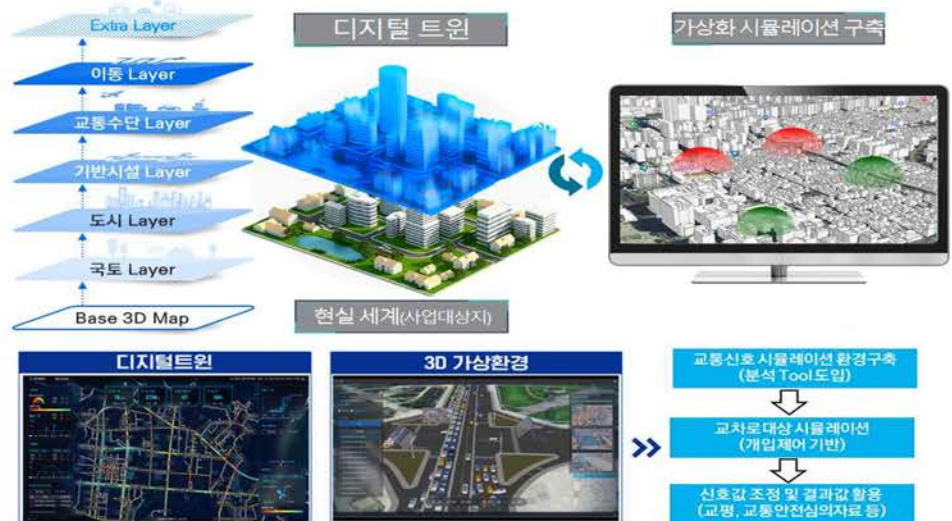 Extra Layer
이동 Layer
교통수단 Layer
기반시설 Layer
도시 Layer
국토 Layer
Base 3D Map
디지털 트윈
현실 세계(사업대상지)
가상화 시뮬레이션 구축
디지털트윈
3D 가상환경
교통신호 시뮬레이션 환경구축
(분석 Tool 도입)
교차로대상 시뮬레이션
(개입제어 기반)
신호값 조정 및 결과값 활용
(교평, 교통안전심의자료 등)